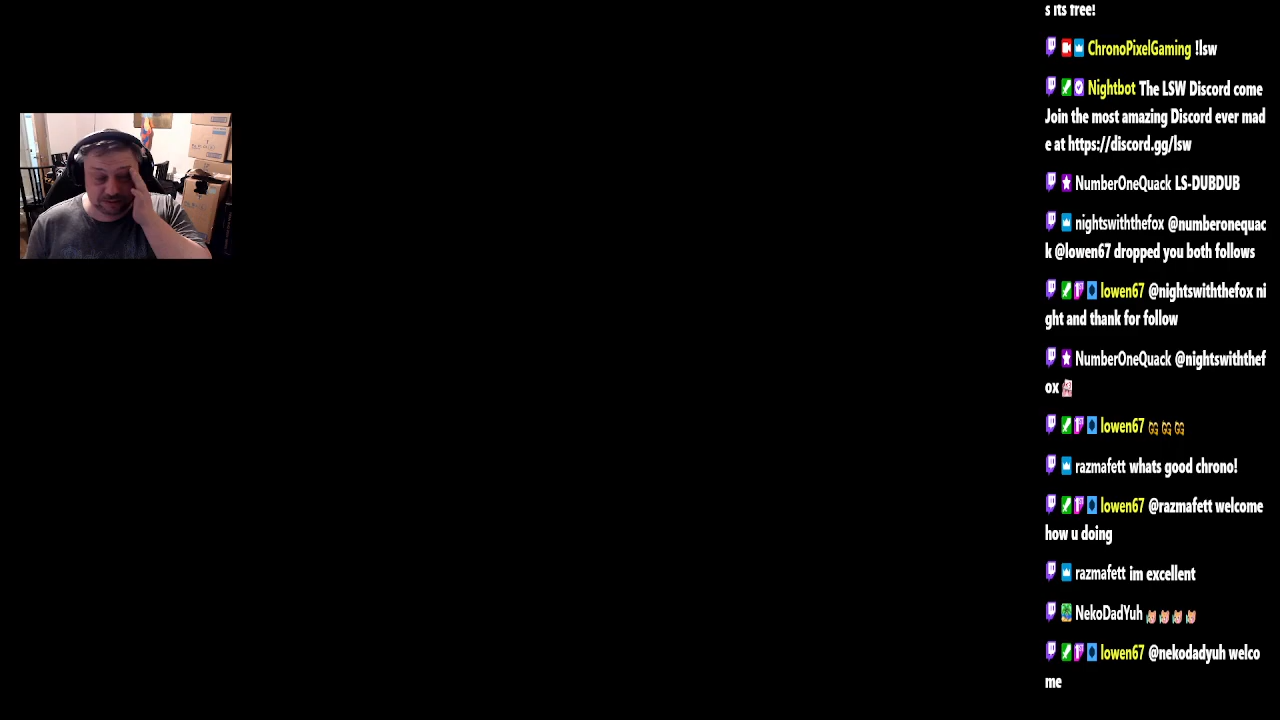 s its free!
ChronoPixelGaming !lsw
Nightbot The LSW Discord come
Join the most amazing Discord ever mad
e at https://discord.gg/lsw
NumberOneQuack LS-DUBDUB
nightswiththefox @numberonequac
k @lowen67 dropped you both follows
lowen67 @nightswiththefox ni
ght and thank for follow
NumberOneQuack @nightswiththef
ox
lowen67
razmafett whats good chrono!
lowen67 @razmafett welcome
how u doing
razmafett im excellent
NekoDadYuh
lowen67 @nekodadyuh welco
me